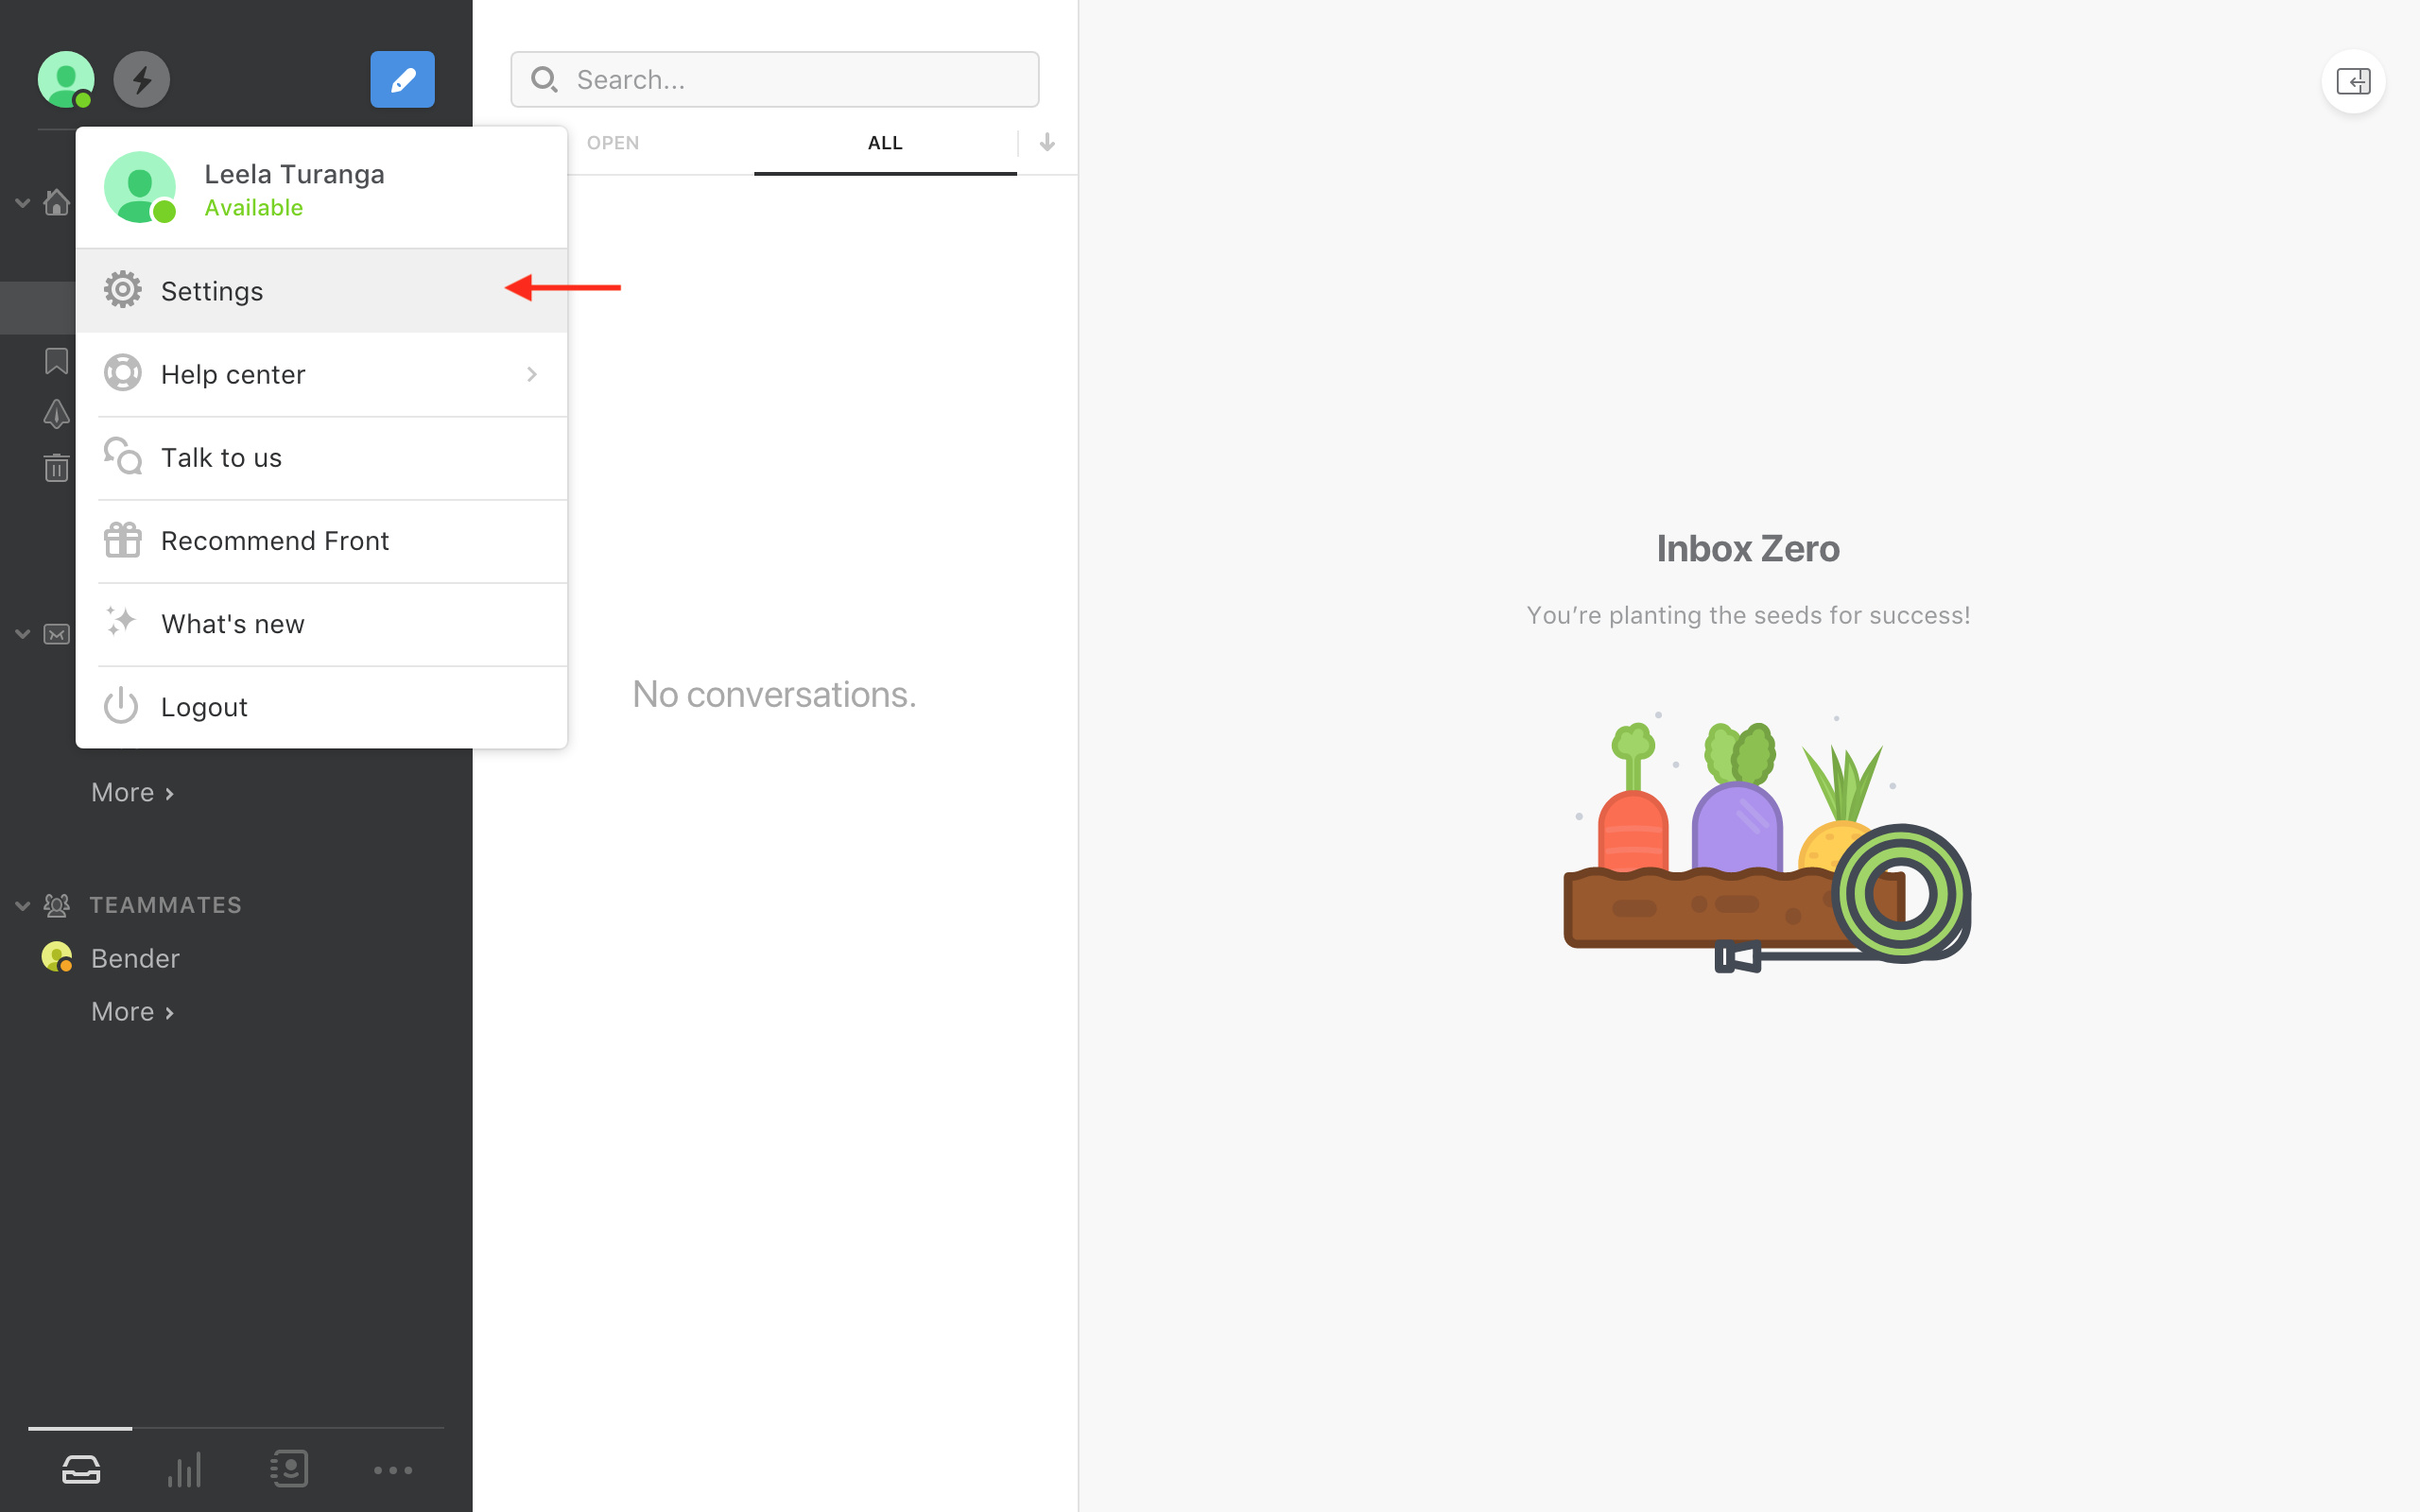 Search...
OPEN
ALL
Leela Turanga
Available
Settings
Help center
Talk to us
Recommend Front
What's new
Logout
More ›
TEAMMATES
Bender
More ›
No conversations.
Inbox Zero
You’re planting the seeds for success!